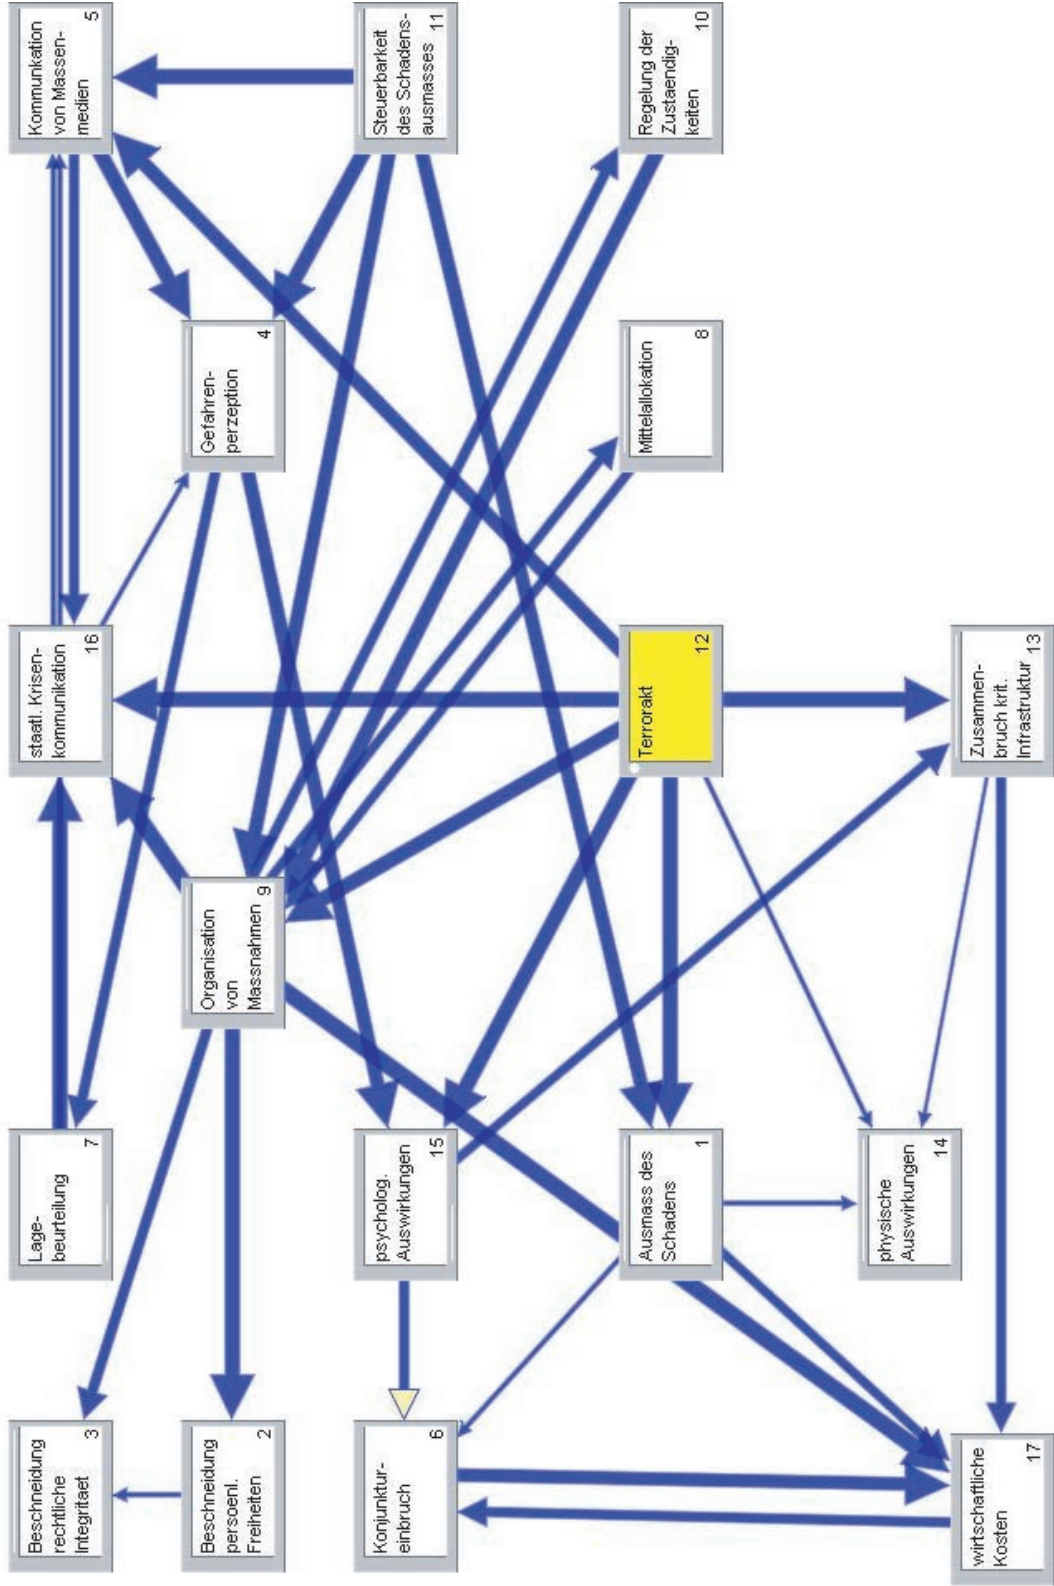 Beschneidung
rechtliche
Integritaet
3
Lage-
beurteilung
7
staatl. Krisen-
kommunikation
16
Kommunkation
von Massen-
medien
5
Beschneidung
persoenl.
Freiheiten
2
Organisation
von
Massnahmen
9
Gefahren-
perzeption
4
Konjunktur-
einbruch
6
psycholog.
Auswirkungen
15
Steuerbarkeit
des Schadens-
ausmasses
11
Ausmass des
Schadens
1
Terrorakt
12
Mittelallokation
8
Regelung der
Zustaendig-
keiten
10
physische
Auswirkungen
14
wirtschaftliche
Kosten
17
Zusammen-
bruch krit.
Infrastruktur
13